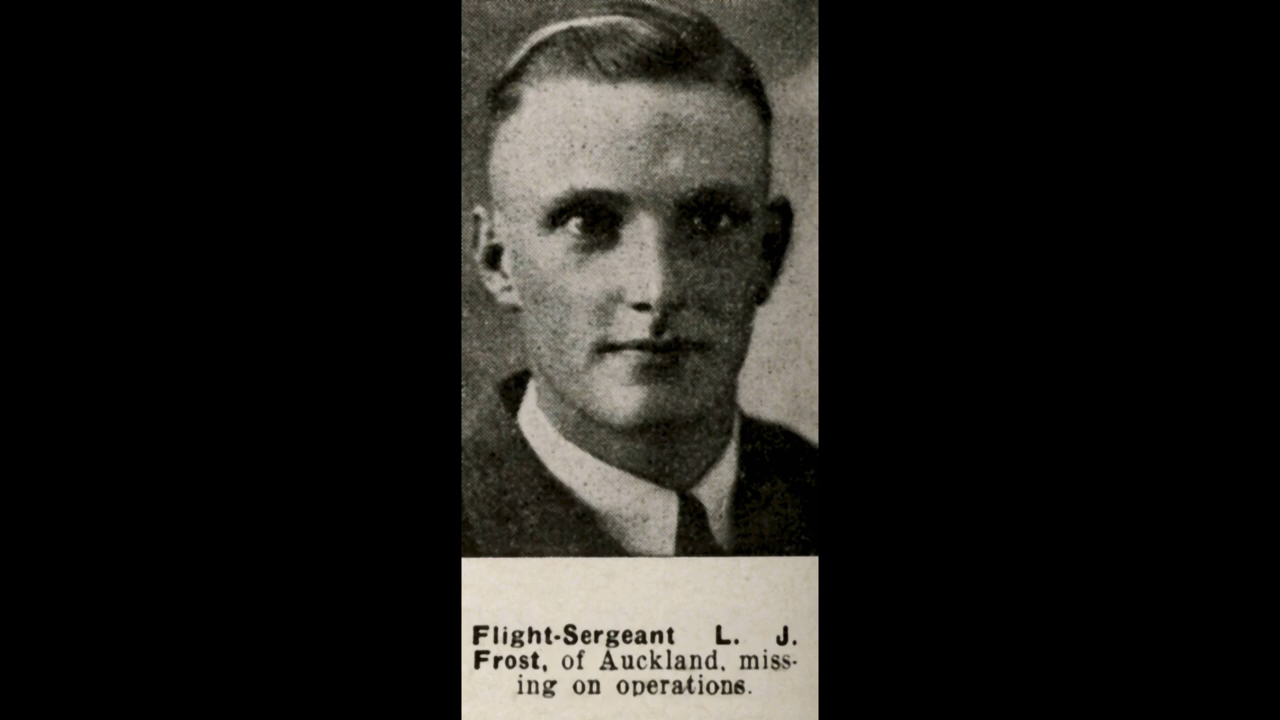 Flight-Sergeant L. J.
Frost, of Auckland, miss-
ing on operations.